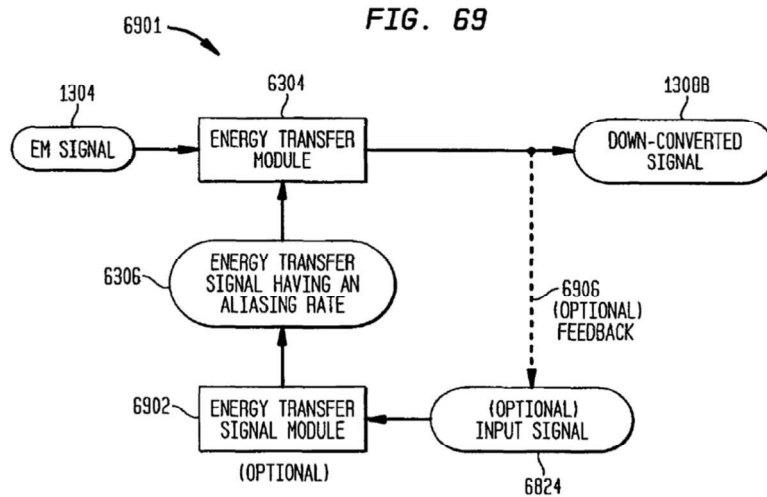 FIG. 69
6901
1304
EM SIGNAL
6304
ENERGY TRANSFER
MODULE
1308B
DOWN-CONVERTED
SIGNAL
6306
ENERGY TRANSFER
SIGNAL HAVING AN
ALIASING RATE
6906
(OPTIONAL)
FEEDBACK
6902
ENERGY TRANSFER
SIGNAL MODULE
(OPTIONAL)
(OPTIONAL)
INPUT SIGNAL
6824